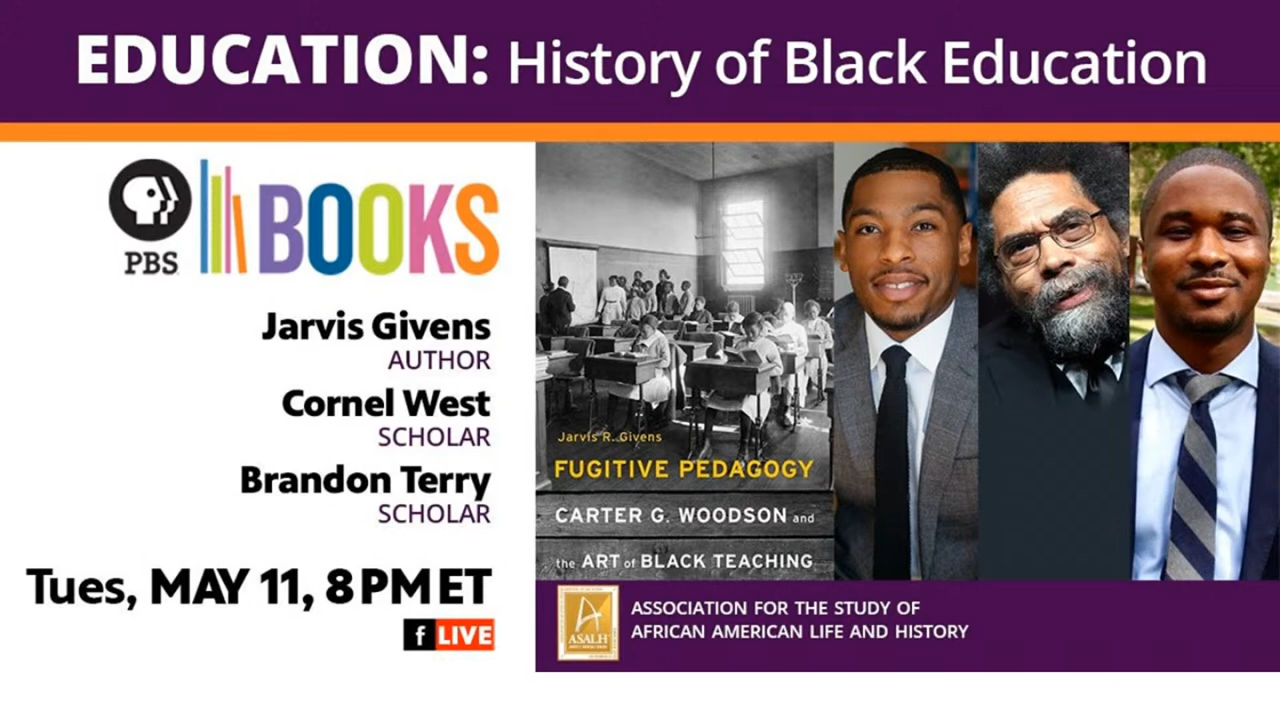 EDUCATION: History of Black Education
PBS
BOOKS
Jarvis Givens
AUTHOR
Cornel West
SCHOLAR
Brandon Terry
SCHOLAR
Tues, MAY 11, 8 PM ET
f LIVE
Jarvis R. Givens
FUGITIVE PEDAGOGY
CARTER G. WOODSON and
the ART of BLACK TEACHING
ASALH
ASSOCIATION FOR THE STUDY OF
AFRICAN AMERICAN LIFE AND HISTORY